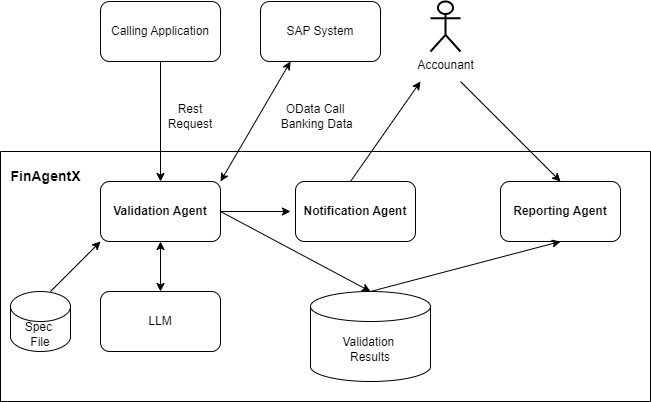 Calling Application
SAP System
Accounant
Rest
Request
OData Call
Banking Data
FinAgentX
Validation Agent
Notification Agent
Reporting Agent
Spec
File
LLM
Validation
Results